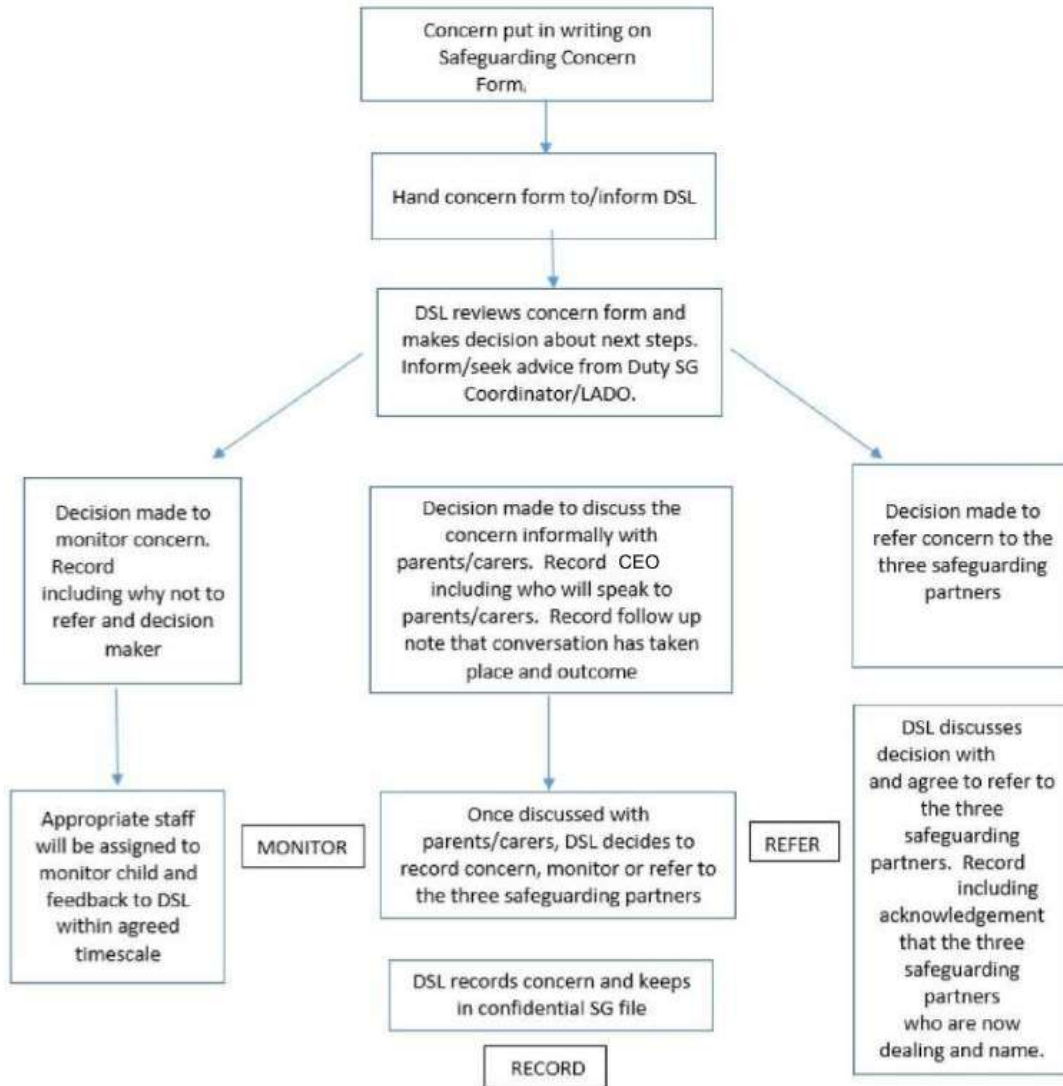 Concern put in writing on
Safeguarding Concern
Form.
Hand concern form to/inform DSL
DSL reviews concern form and
makes decision about next steps.
Inform/seek advice from Duty SG
Coordinator/LADO.
Decision made to
monitor concern.
Record
including why not to
refer and decision
maker
Decision made to discuss the
concern informally with
parents/carers. Record CEO
including who will speak to
parents/carers. Record follow up
note that conversation has taken
place and outcome
Decision made to
refer concern to the
three safeguarding
partners
Appropriate staff
will be assigned to
monitor child and
feedback to DSL
within agreed
timescale
MONITOR
Once discussed with
parents/carers, DSL decides to
record concern, monitor or refer to
the three safeguarding partners
REFER
DSL discusses
decision with
and agree to refer to
the three
safeguarding
partners. Record
including
acknowledgement
that the three
safeguarding
partners
who are now
dealing and name.
DSL records concern and keeps
in confidential SG file
RECORD